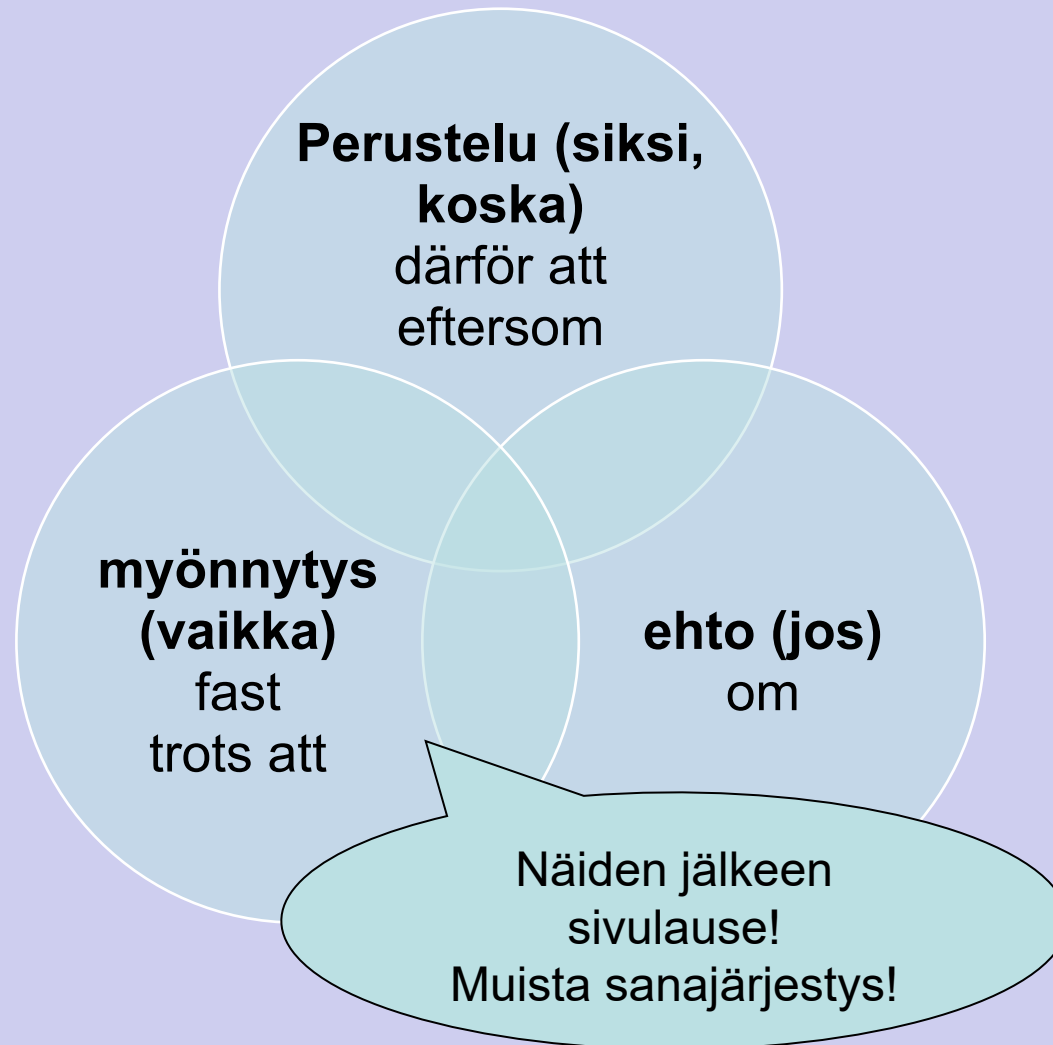 Perustelu (siksi,
koska)
därför att
eftersom
myönnytys
(vaikka)
fast
trots att
ehto (jos)
om
Näiden jälkeen
sivulause!
Muista sanajärjestys!